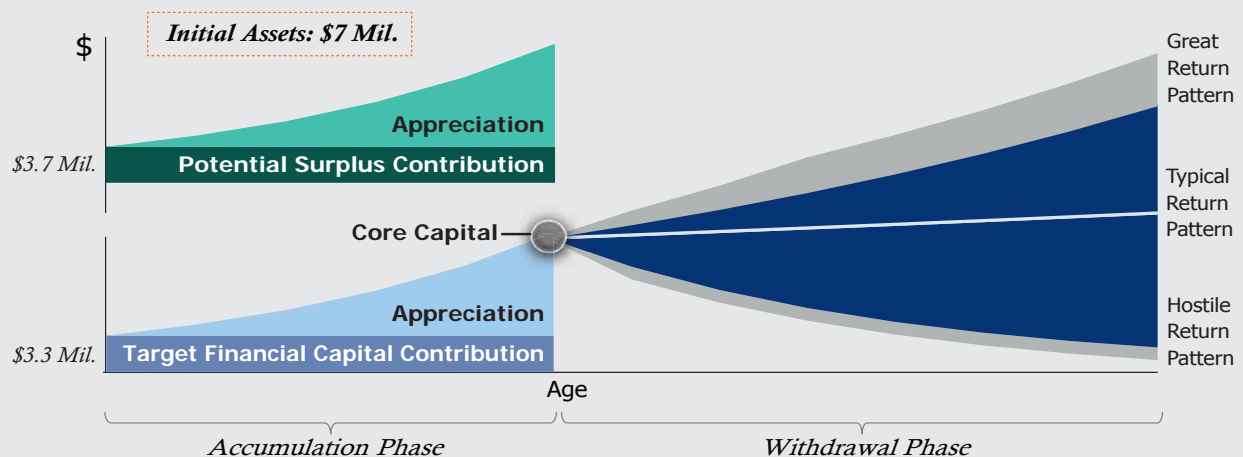 Initial Assets: $7 Mil.
$
Great
Return
Pattern
Appreciation
$3.7 Mil.
Potential Surplus Contribution
Typical
Return
Pattern
Core Capital
Appreciation
Hostile
Return
Pattern
$3.3 Mil.
Target Financial Capital Contribution
Age
Accumulation Phase
Withdrawal Phase